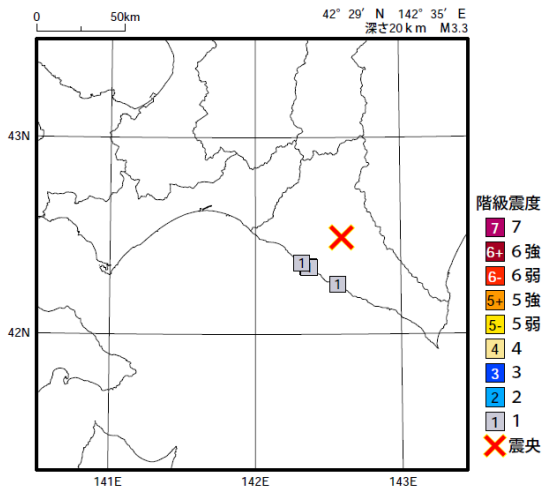 0 50km
42° 29′ N 142° 35′ E
深さ20km M3.3
43N
42N
141E 142E 143E
1 1 1
階級震度
7 7
6+ 6強
6- 6弱
5+ 5強
5- 5弱
4 4
3 3
2 2
1 1
震央